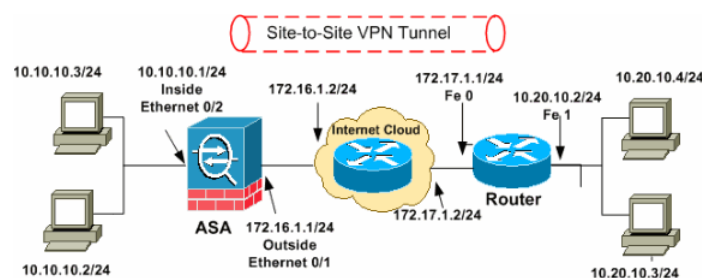 Site-to-Site VPN Tunnel
10.10.10.3/24
10.10.10.1/24
Inside
Ethernet 0/2
172.16.1.2/24
172.17.1.1/24
Fe 0
10.20.10.4/24
10.20.10.2/24
Fe 1
Internet Cloud
ASA
172.16.1.1/24
Outside
Ethernet 0/1
172.17.1.2/24
Router
10.10.10.2/24
10.20.10.3/24